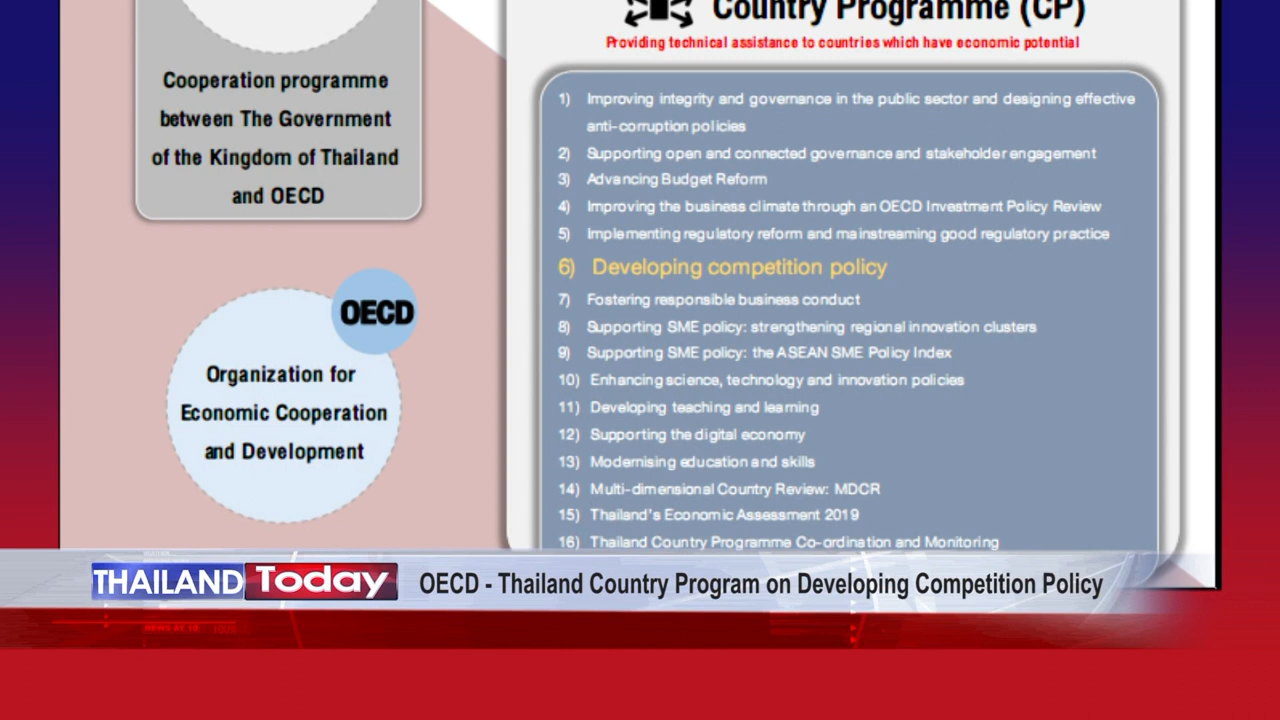 Country Programme (CP)
Providing technical assistance to countries which have economic potential
Cooperation programme
between The Government
of the Kingdom of Thailand
and OECD
OECD
Organization for
Economic Cooperation
and Development
1) Improving integrity and governance in the public sector and designing effective
anti-corruption policies
2) Supporting open and connected governance and stakeholder engagement
3) Advancing Budget Reform
4) Improving the business climate through an OECD Investment Policy Review
5) Implementing regulatory reform and mainstreaming good regulatory practice
6) Developing competition policy
7) Fostering responsible business conduct
8) Supporting SME policy: strengthening regional innovation clusters
9) Supporting SME policy: the ASEAN SME Policy Index
10) Enhancing science, technology and innovation policies
11) Developing teaching and learning
12) Supporting the digital economy
13) Modernising education and skills
14) Multi-dimensional Country Review: MDCR
15) Thailand's Economic Assessment 2019
16) Thailand Country Programme Co-ordination and Monitoring
THAILAND Today
OECD - Thailand Country Program on Developing Competition Policy